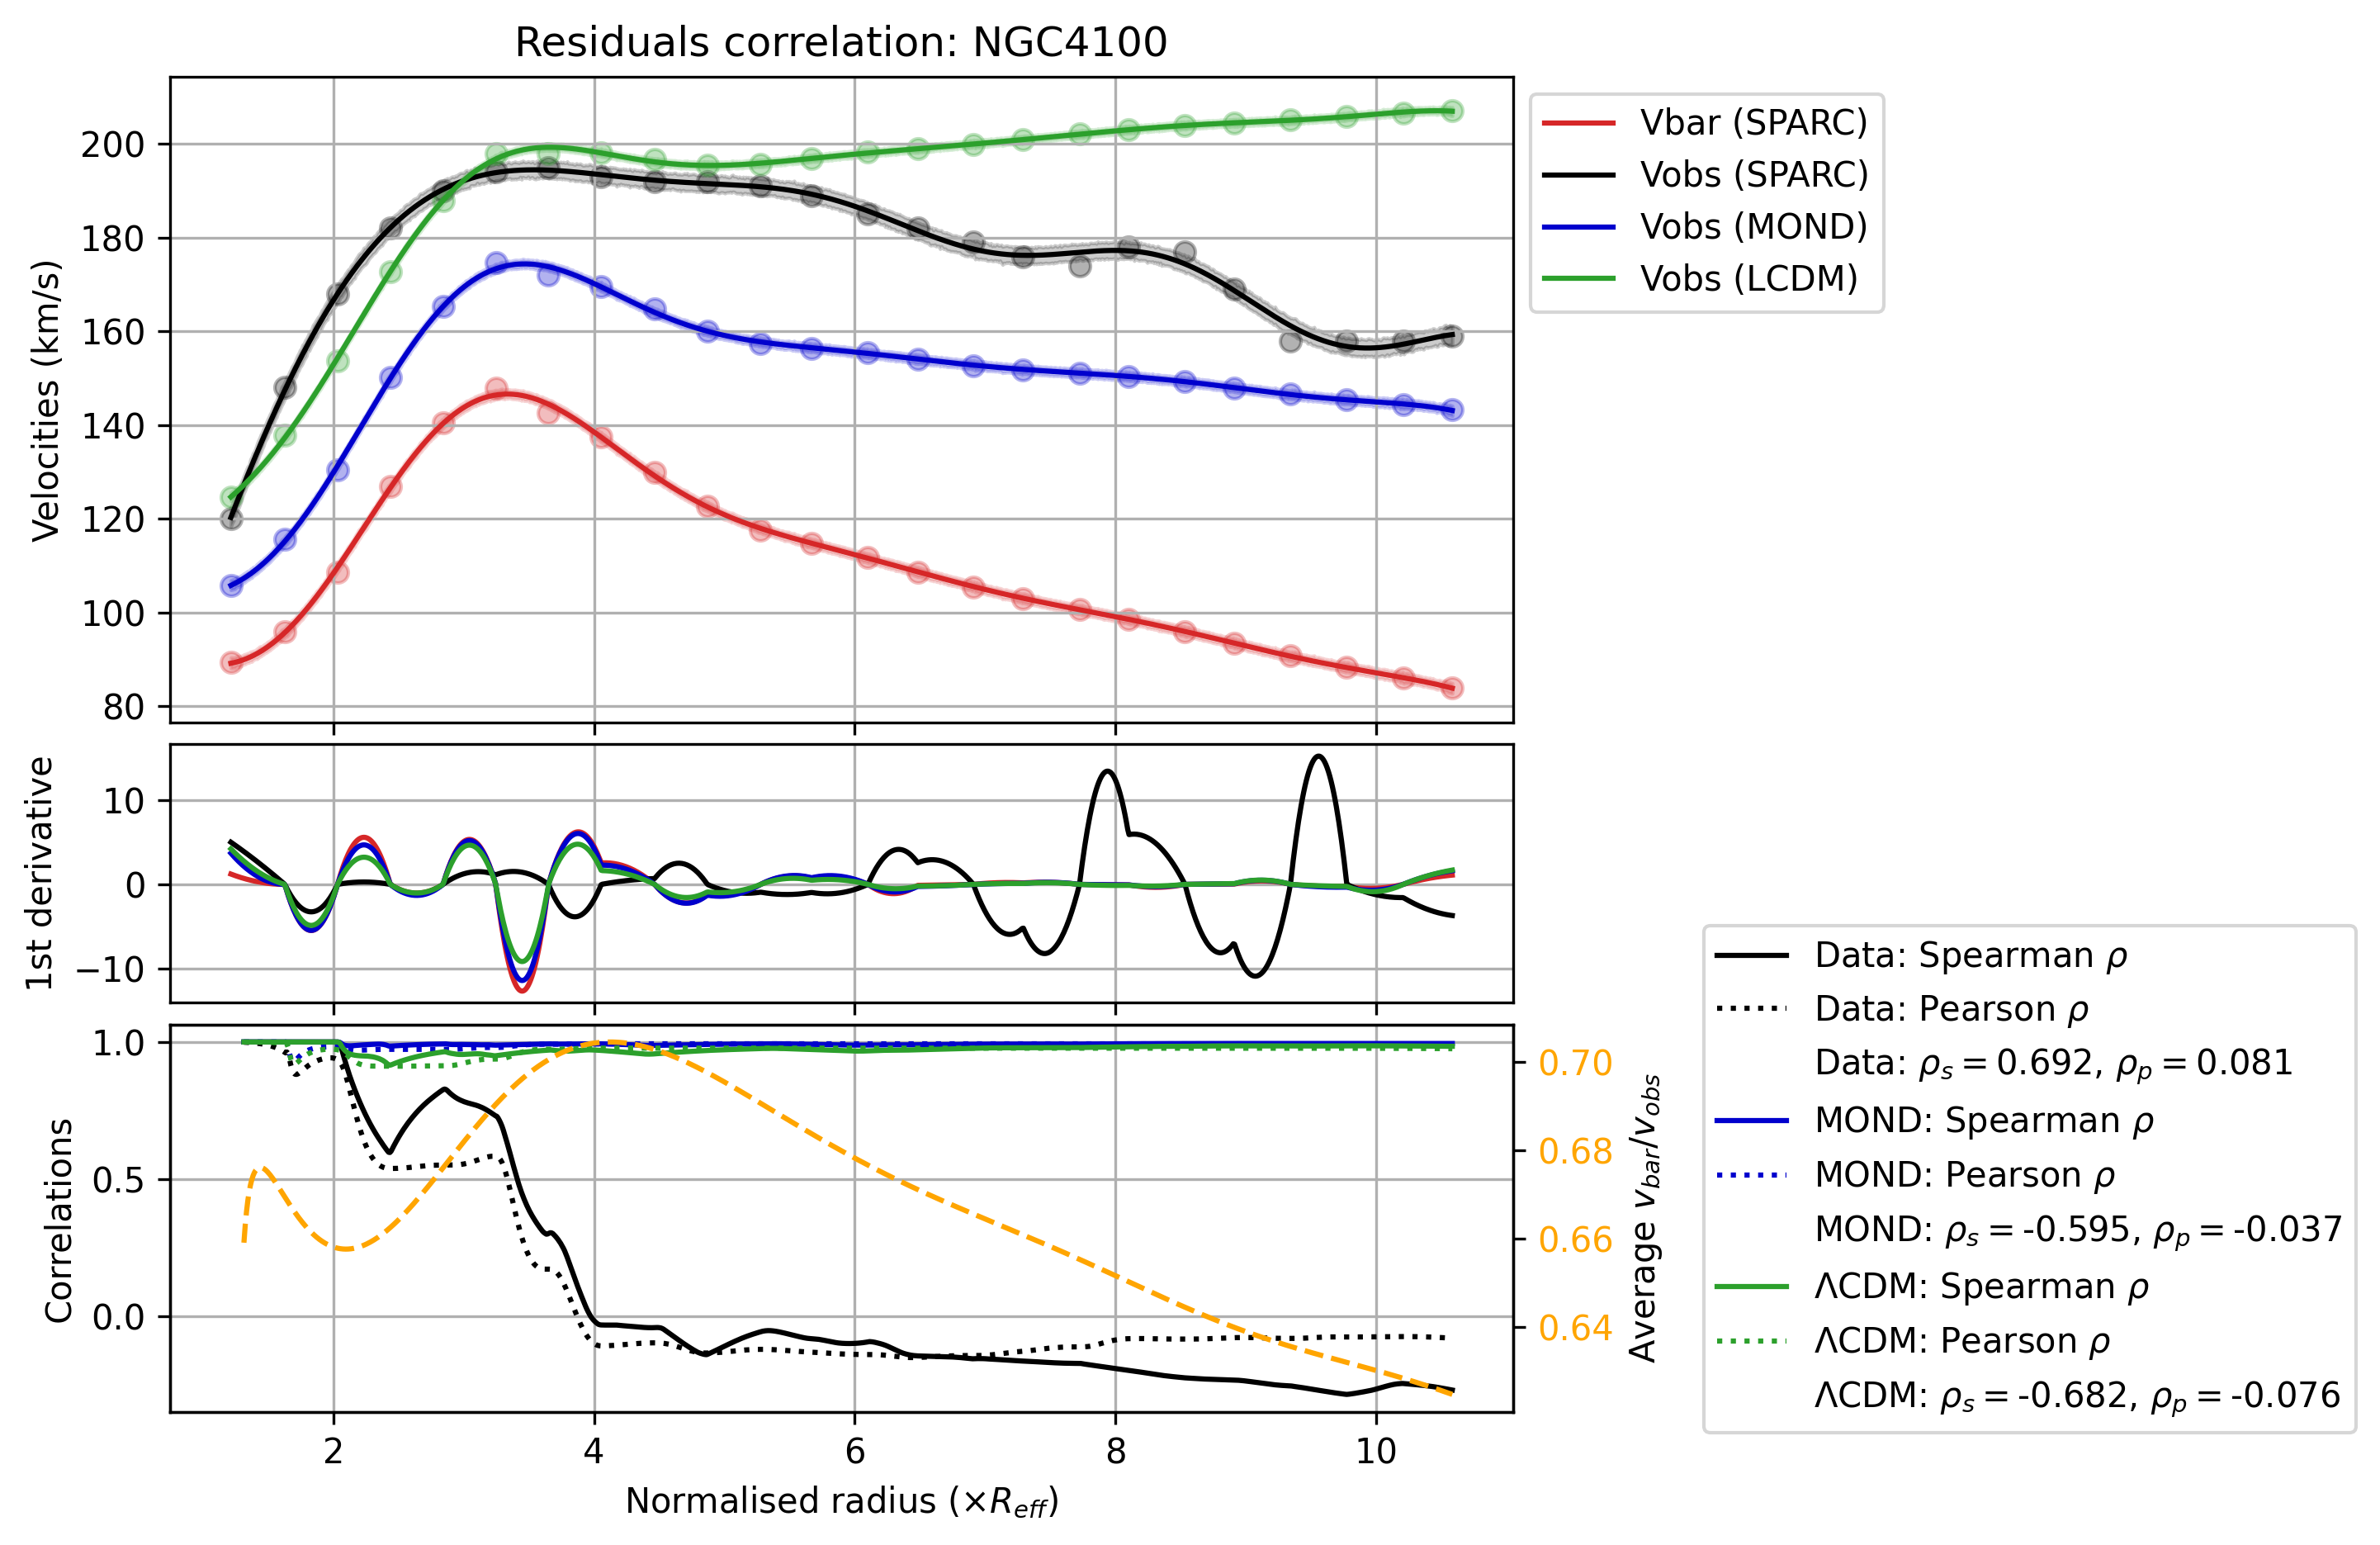 Residuals correlation: NGC4100
Velocities (km/s)
200
180
160
140
120
100
80
Vbar (SPARC)
Vobs (SPARC)
Vobs (MOND)
Vobs (LCDM)
1st derivative
10
0
−10
Correlations
1.0
0.5
0.0
0.70
0.68
0.66
0.64
Average v_bar/v_obs
2 4 6 8 10
Normalised radius (×R_eff)
Data: Spearman ρ
Data: Pearson ρ
Data: ρ_s = 0.692, ρ_p = 0.081
MOND: Spearman ρ
MOND: Pearson ρ
MOND: ρ_s = -0.595, ρ_p = -0.037
ΛCDM: Spearman ρ
ΛCDM: Pearson ρ
ΛCDM: ρ_s = -0.682, ρ_p = -0.076